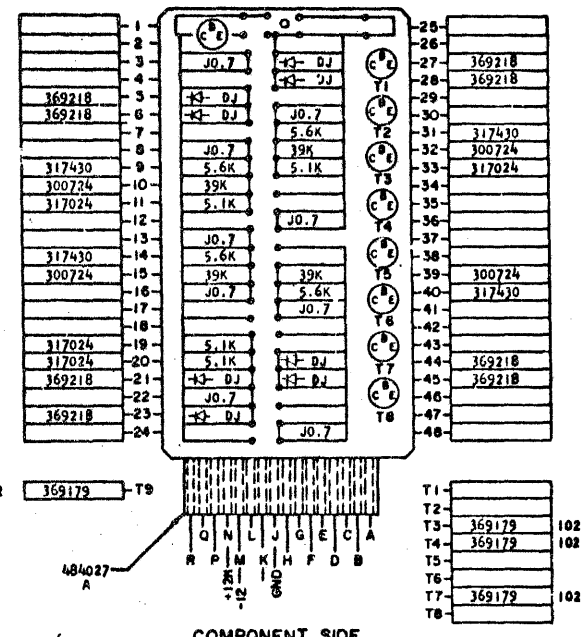 1 C B E 25
2 26
3 J0.7 DJ C B E 27 369218
4 DJ 28 369218
T1
369218 5 DJ 29
369218 6 DJ J0.7 C B E 30
7 5.6K T2 31 317430
8 J0.7 39K C B E 32 300724
317430 9 5.6K 5.1K 33 317024
300724 10 39K T3 34
317024 11 5.1K C B E 35
12 J0.7 36
T4
13 J0.7 37
317430 14 5.6K C B E 38
300724 15 39K 39K T5 39 300724
16 J0.7 5.6K C B E 40 317430
17 J0.7 41
18 T6 42
317024 19 5.1K C B E 43
317024 20 5.1K DJ T7 44 369218
369218 21 DJ DJ 45 369218
22 J0.7 C B E 46
369218 23 DJ T8 47
24 J0.7 48
369179 T9
484027
A
R Q P N M L K J H G F E D C B A
+12M -12 GND
T1
T2
T3 369179 102
T4 369179 102
T5
T6
T7 369179 102
T8
COMPONENT SIDE